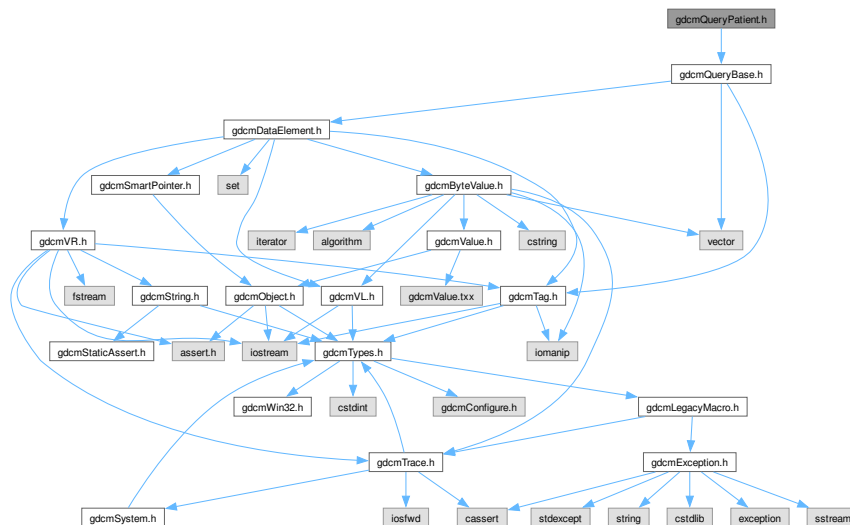 gdcmQueryPatient.h
gdcmQueryBase.h
gdcmDataElement.h
gdcmSmartPointer.h
set
gdcmByteValue.h
gdcmVR.h
iterator
algorithm
gdcmValue.h
cstring
vector
fstream
gdcmString.h
gdcmObject.h
gdcmVL.h
gdcmValue.txx
gdcmTag.h
gdcmStaticAssert.h
assert.h
iostream
gdcmTypes.h
iomanip
gdcmWin32.h
cstdint
gdcmConfigure.h
gdcmLegacyMacro.h
gdcmTrace.h
gdcmException.h
gdcmSystem.h
iosfwd
cassert
stdexcept
string
cstdlib
exception
sstream